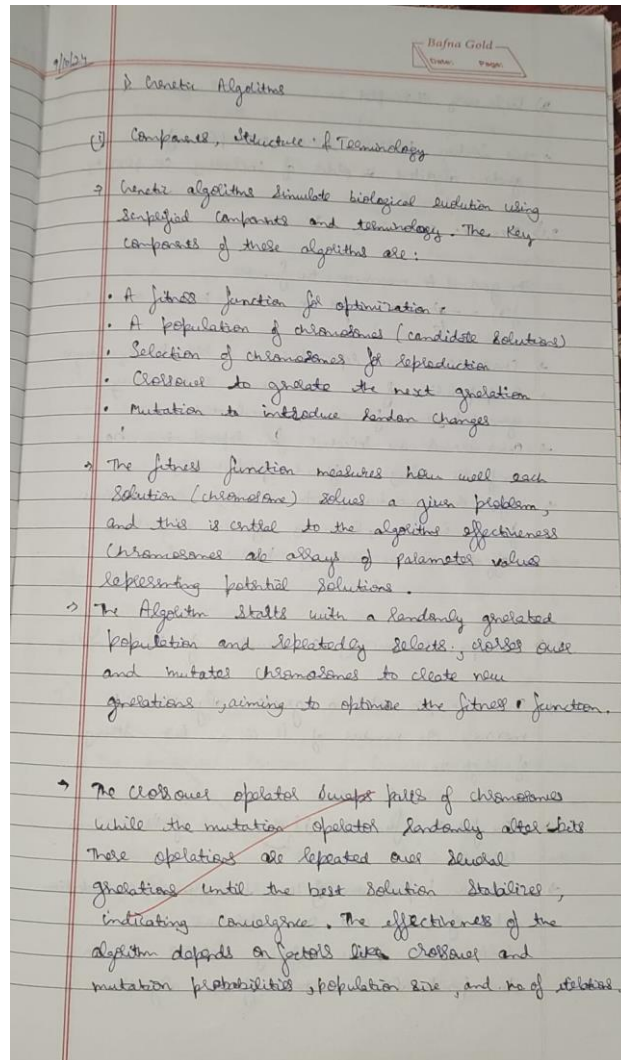 Bafna Gold
Date: Page:
9/10/24
1) Genetic Algorithms
(i) Components, Structure & Terminology
→ Genetic algorithms simulate biological evolution using
simplified components and terminology. The Key
components of these algorithms are:
• A fitness function for optimization.
• A population of chromosomes (candidate solutions)
• Selection of chromosomes for reproduction
• Crossover to generate the next generation
• Mutation to introduce random changes
→ The fitness function measures how well each
solution (chromosome) solves a given problem,
and this is central to the algorithms effectiveness
Chromosomes are arrays of parameter values
representing potential solutions.
→ The Algorithm starts with a randomly generated
population and repeatedly selects, crosses over
and mutates chromosomes to create new
generations, aiming to optimize the fitness function.
→ The crossover operator swaps parts of chromosomes
while the mutation operator randomly alter bits
These operations are repeated over several
generations until the best solution stabilizes,
indicating convergence. The effectiveness of the
algorithm depends on factors like crossover and
mutation probabilities, population size, and no of iterations.